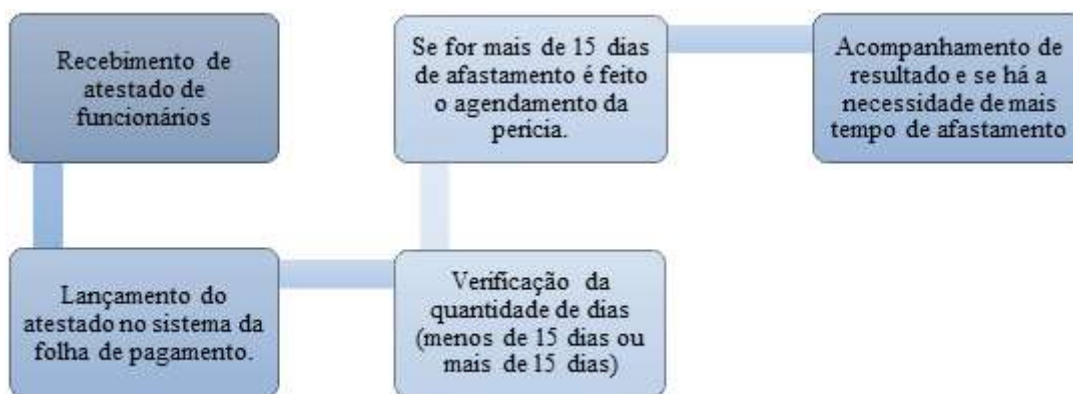 Recebimento de
atestado de
funcionários
Lançamento do
atestado no sistema da
folha de pagamento.
Verificação da
quantidade de dias
(menos de 15 dias ou
mais de 15 dias)
Se for mais de 15 dias
de afastamento é feito
o agendamento da
perícia.
Acompanhamento de
resultado e se há a
necessidade de mais
tempo de afastamento